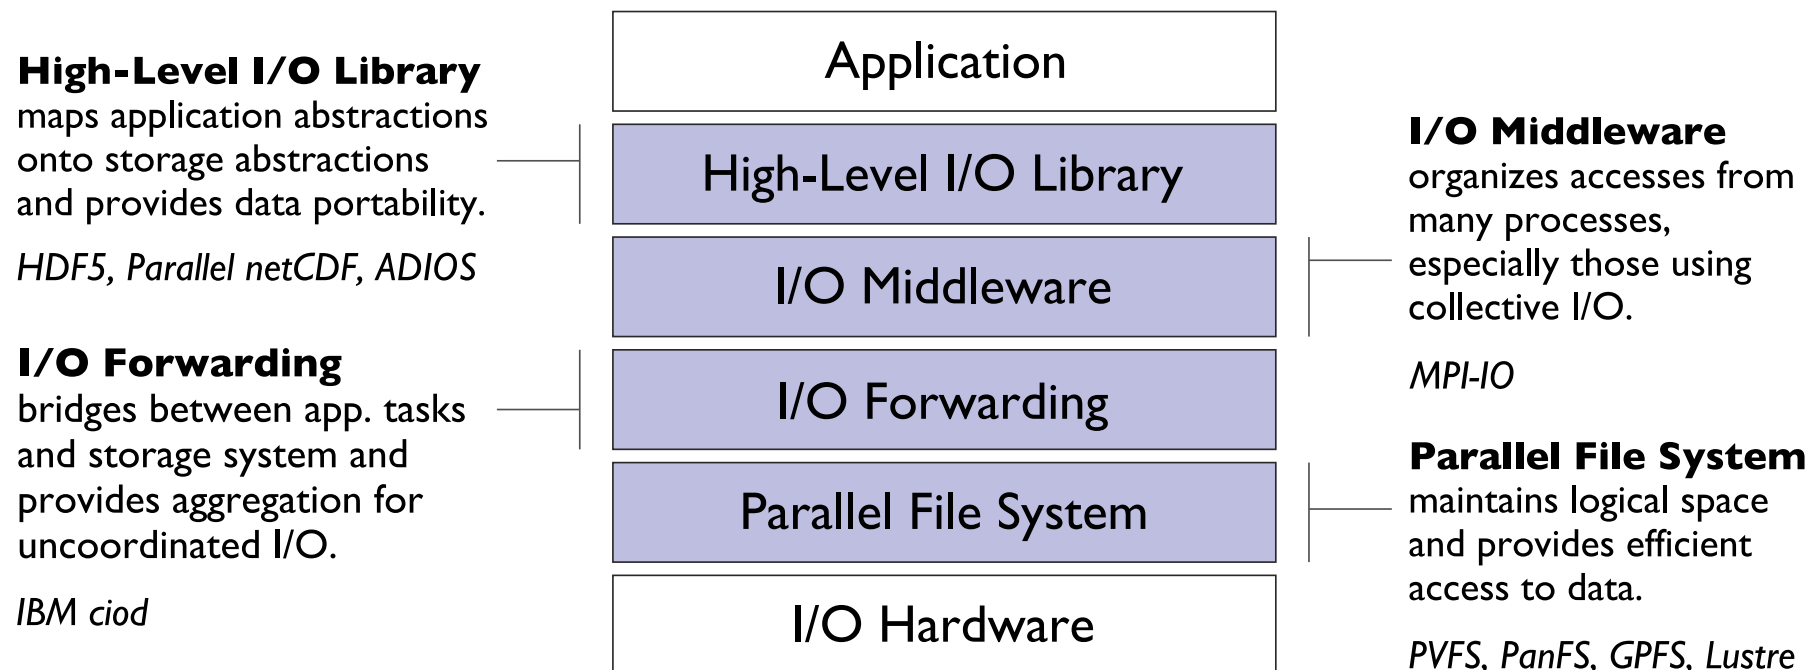 Application
High-Level I/O Library
I/O Middleware
I/O Forwarding
Parallel File System
I/O Hardware
High-Level I/O Library
maps application abstractions
onto storage abstractions
and provides data portability.
HDF5, Parallel netCDF, ADIOS
I/O Forwarding
bridges between app. tasks
and storage system and
provides aggregation for
uncoordinated I/O.
IBM ciod
I/O Middleware
organizes accesses from
many processes,
especially those using
collective I/O.
MPI-IO
Parallel File System
maintains logical space
and provides efficient
access to data.
PVFS, PanFS, GPFS, Lustre